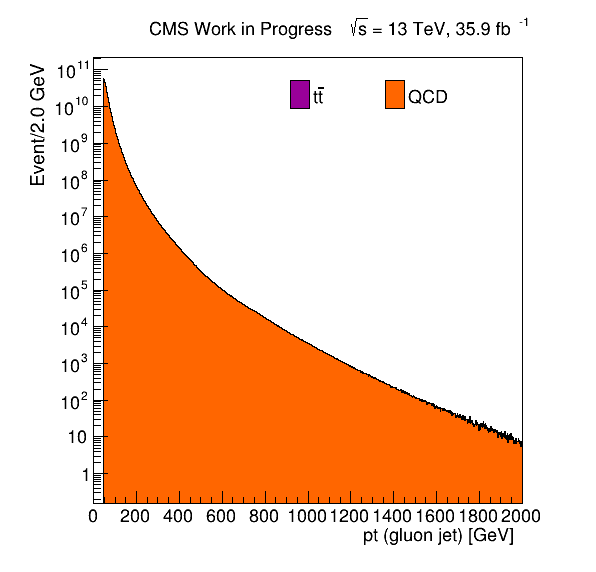 CMS Work in Progress √s = 13 TeV, 35.9 fb⁻¹
Event/2.0 GeV
tt̄ QCD
10¹¹
10¹⁰
10⁹
10⁸
10⁷
10⁶
10⁵
10⁴
10³
10²
10
1
0 200 400 600 800 1000 1200 1400 1600 1800 2000
pt (gluon jet) [GeV]